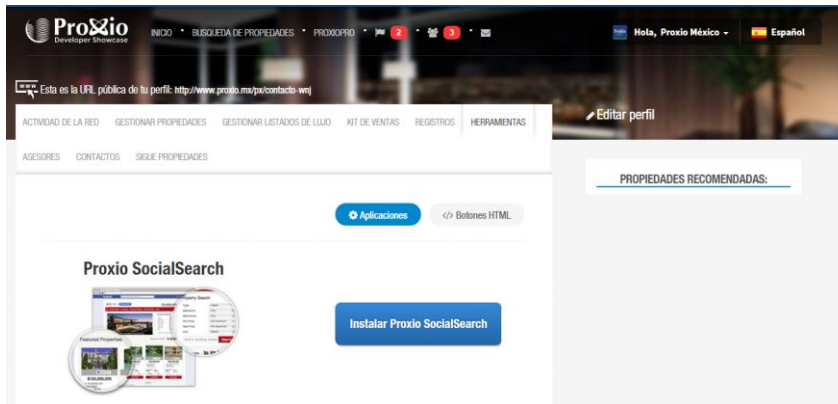 Proxio
Developer Showcase
INICIO • BUSQUEDA DE PROPIEDADES • PROXIOPRO • 2 • 3 •
Hola, Proxio México
Español
Esta es la URL pública de tu perfil: http://www.proxio.mx/px/contacto-wnj
Editar perfil
ACTIVIDAD DE LA RED GESTIONAR PROPIEDADES GESTIONAR LISTADOS DE LUJO KIT DE VENTAS REGISTROS HERRAMIENTAS
ASESORES CONTACTOS SIGUE PROPIEDADES
PROPIEDADES RECOMENDADAS:
Aplicaciones
</> Botones HTML
Proxio SocialSearch
Property Search
Featured Properties
Instalar Proxio SocialSearch